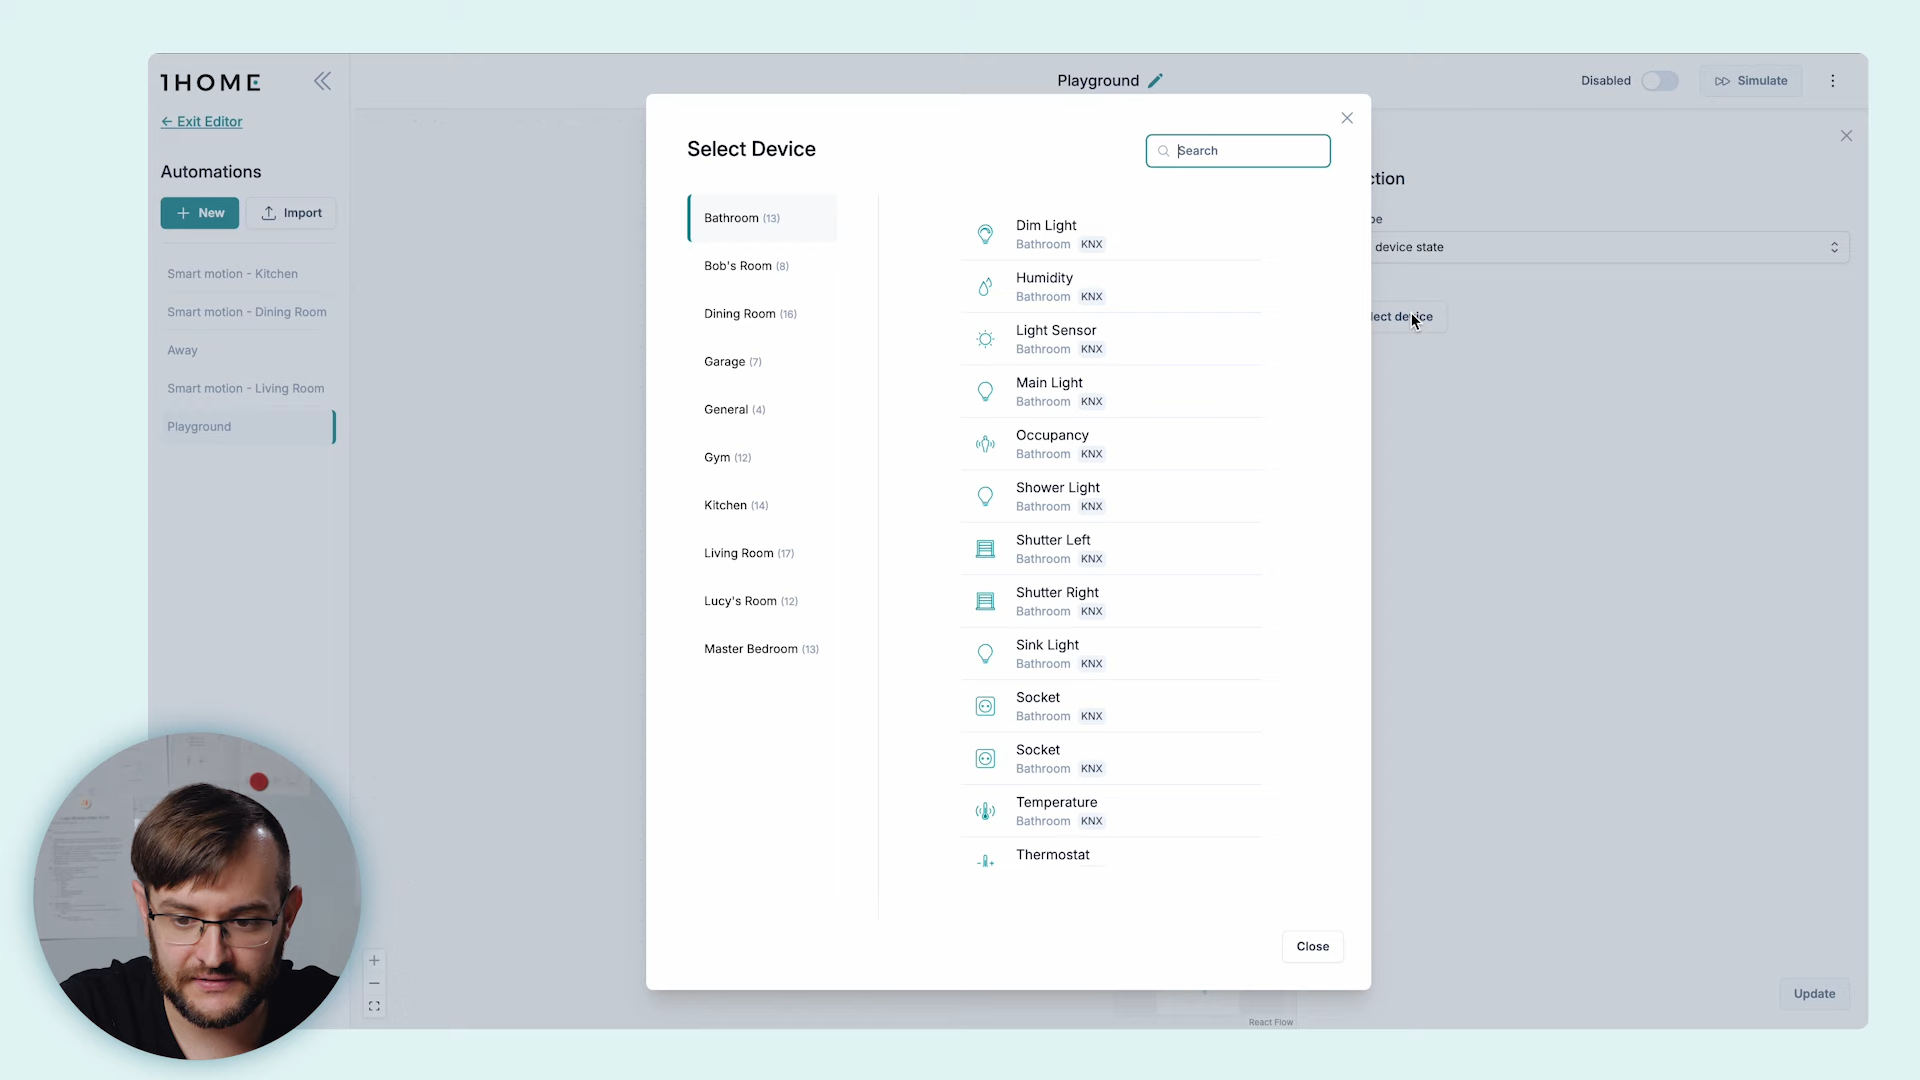 1HOME
← Exit Editor
Automations
New
Import
Smart motion - Kitchen
Smart motion - Dining Room
Away
Smart motion - Living Room
Playground
Playground
Disabled
Simulate
Select Device
Search
Bathroom (13)
Bob's Room (8)
Dining Room (16)
Garage (7)
General (4)
Gym (12)
Kitchen (14)
Living Room (17)
Lucy's Room (12)
Master Bedroom (13)
Dim Light
Bathroom KNX
Humidity
Bathroom KNX
Light Sensor
Bathroom KNX
Main Light
Bathroom KNX
Occupancy
Bathroom KNX
Shower Light
Bathroom KNX
Shutter Left
Bathroom KNX
Shutter Right
Bathroom KNX
Sink Light
Bathroom KNX
Socket
Bathroom KNX
Socket
Bathroom KNX
Temperature
Bathroom KNX
Thermostat
Close
ction
pe
device state
lect device
Update
React Flow